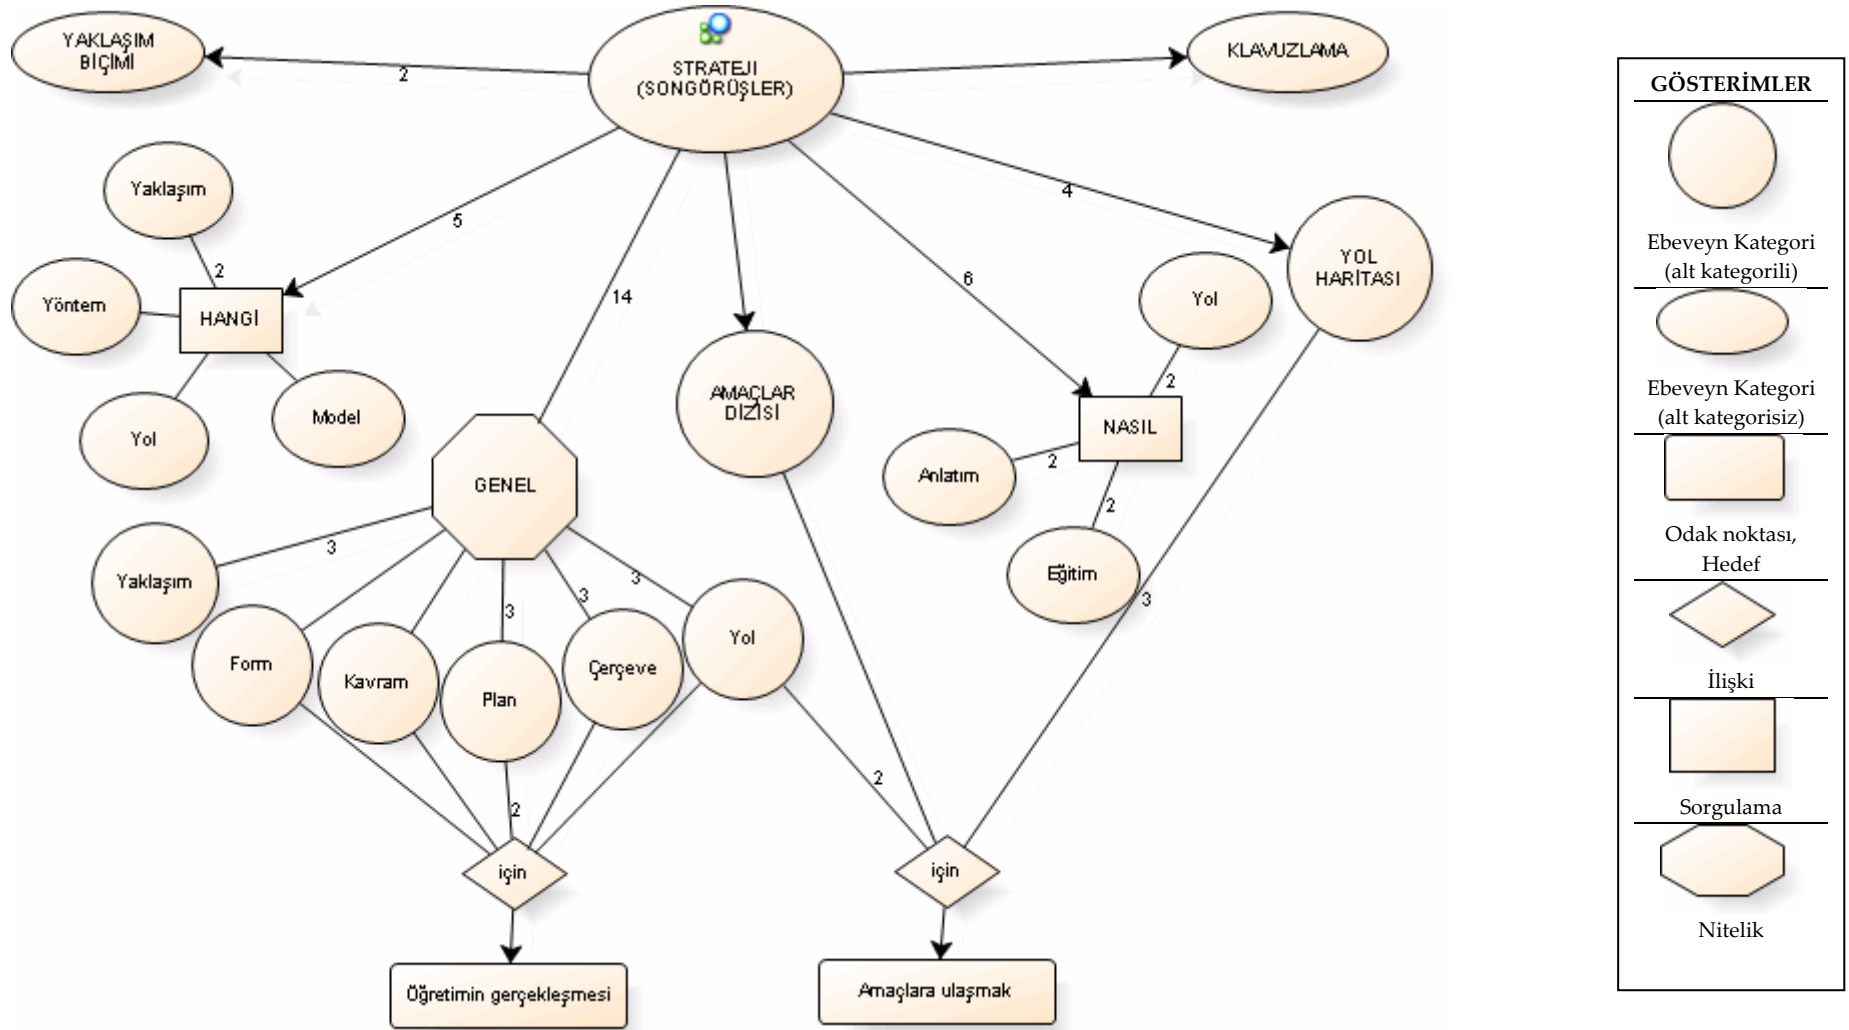 YAKLAŞIM
BİÇİMİ
2
STRATEJI
(SONGÖRÜŞLER)
KLAVUZLAMA
Yaklaşım
2
Yöntem
HANGİ
Yol
Model
5
14
6
4
YOL
HARİTASI
AMAÇLAR
DİZİSİ
Yol
2
NASIL
Anlatım
2
2
Eğitim
3
GENEL
3
3
3
3
Yaklaşım
Form
Kavram
Plan
Çerçeve
Yol
2
2
için
için
Öğretimin gerçekleşmesi
Amaçlara ulaşmak
GÖSTERİMLER
Ebeveyn Kategori
(alt kategorili)
Ebeveyn Kategori
(alt kategorisiz)
Odak noktası,
Hedef
İlişki
Sorgulama
Nitelik